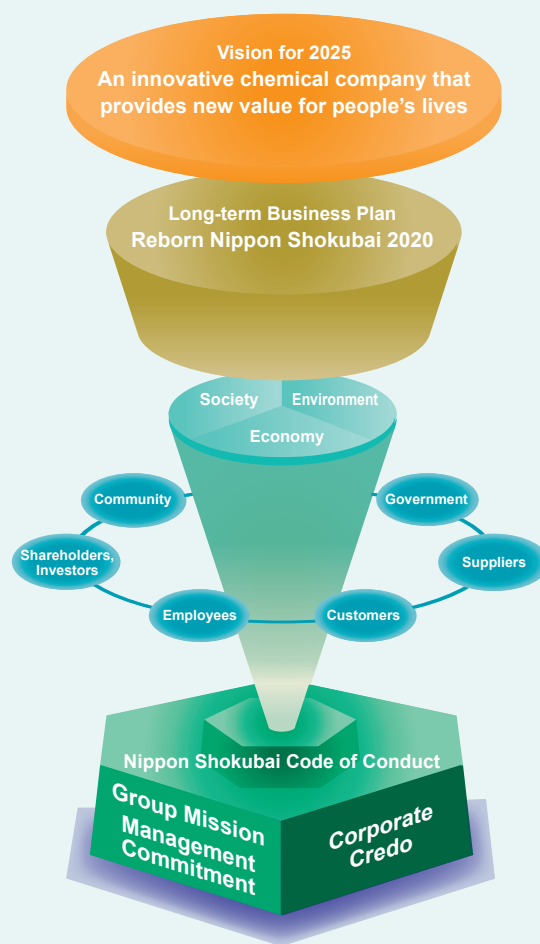 Vision for 2025
An innovative chemical company that
provides new value for people's lives
Long-term Business Plan
Reborn Nippon Shokubai 2020
Society
Environment
Economy
Community
Government
Shareholders,
Investors
Suppliers
Employees
Customers
Nippon Shokubai Code of Conduct
Group Mission
Management
Commitment
Corporate
Credo